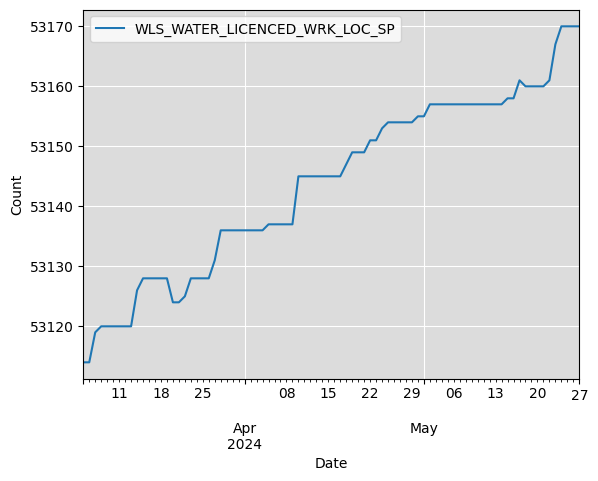 WLS_WATER_LICENCED_WRK_LOC_SP
Count
53170
53160
53150
53140
53130
53120
11 18 25 08 15 22 29 06 13 20 27
Apr May
2024
Date